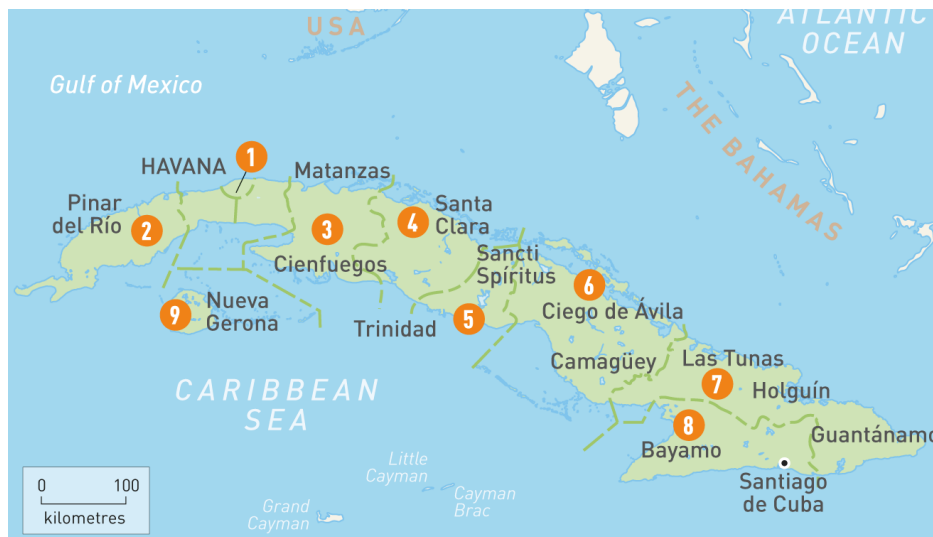 USA
ATLANTIC
OCEAN
Gulf of Mexico
THE BAHAMAS
1
HAVANA
Matanzas
Pinar
del Río
2
3
4
Santa
Clara
Cienfuegos
Sancti
Spíritus
6
Ciego de Ávila
9
Nueva
Gerona
Trinidad
5
Camagüey
Las Tunas
7
Holguín
CARIBBEAN
SEA
8
Bayamo
Guantánamo
Santiago
de Cuba
Little
Cayman
Cayman
Brac
Grand
Cayman
0 100
kilometres